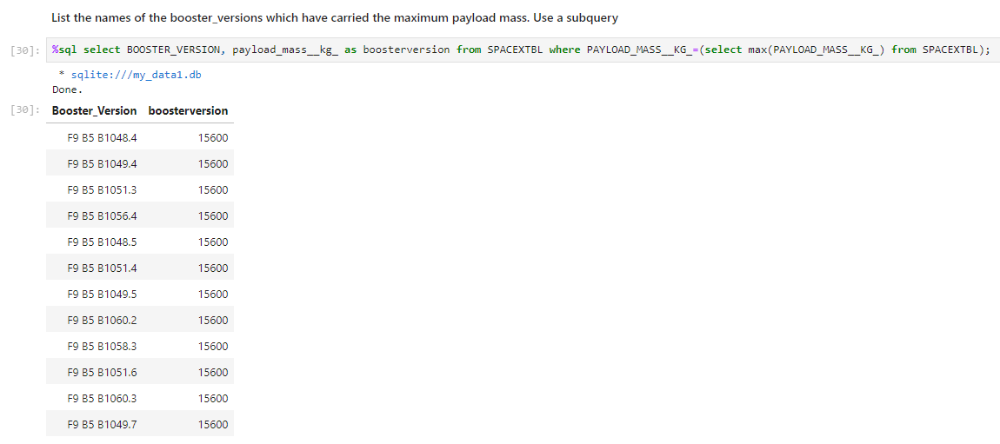 List the names of the booster_versions which have carried the maximum payload mass. Use a subquery
[30]: %sql select BOOSTER_VERSION, payload_mass__kg_ as boosterversion from SPACEXTBL where PAYLOAD_MASS__KG_=(select max(PAYLOAD_MASS__KG_) from SPACEXTBL);
* sqlite:///my_data1.db
Done.
[30]: Booster_Version boosterversion
F9 B5 B1048.4 15600
F9 B5 B1049.4 15600
F9 B5 B1051.3 15600
F9 B5 B1056.4 15600
F9 B5 B1048.5 15600
F9 B5 B1051.4 15600
F9 B5 B1049.5 15600
F9 B5 B1060.2 15600
F9 B5 B1058.3 15600
F9 B5 B1051.6 15600
F9 B5 B1060.3 15600
F9 B5 B1049.7 15600